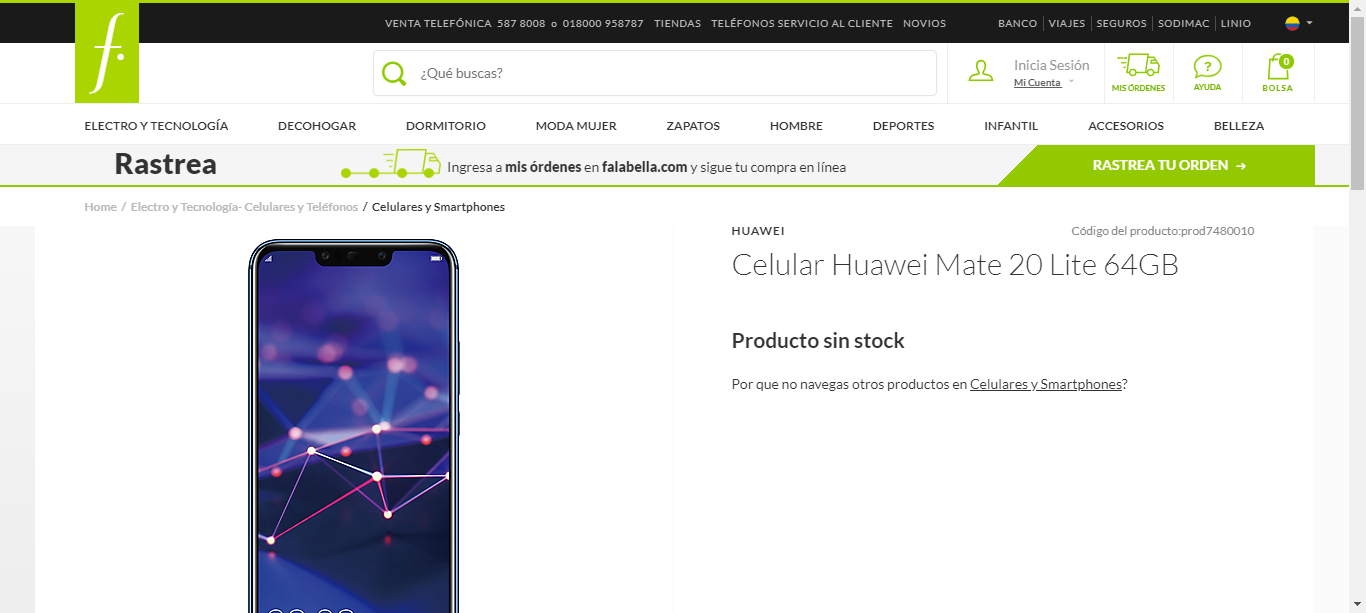 VENTA TELEFÓNICA 587 8008 o 018000 958787 TIENDAS TELÉFONOS SERVICIO AL CLIENTE NOVIOS BANCO VIAJES SEGUROS SODIMAC LINIO
f.
¿Qué buscas?
Inicia Sesión
Mi Cuenta
MIS ÓRDENES
?
AYUDA
0
BOLSA
ELECTRO Y TECNOLOGÍA DECOHOGAR DORMITORIO MODA MUJER ZAPATOS HOMBRE DEPORTES INFANTIL ACCESORIOS BELLEZA
Rastrea Ingresa a mis órdenes en falabella.com y sigue tu compra en línea RASTREA TU ORDEN →
Home / Electro y Tecnología- Celulares y Teléfonos / Celulares y Smartphones
HUAWEI Código del producto:prod7480010
Celular Huawei Mate 20 Lite 64GB
Producto sin stock
Por que no navegas otros productos en Celulares y Smartphones?